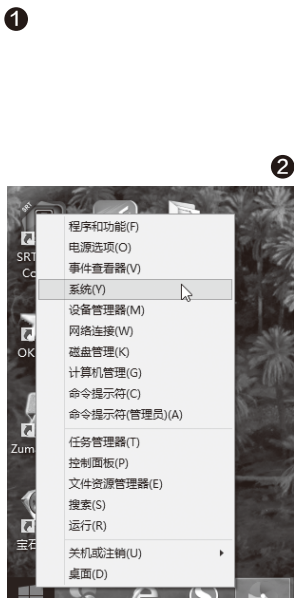 ❶
❷
SRT
SRT
程序和功能(F)
电源选项(O)
事件查看器(V)
系统(Y)
设备管理器(M)
网络连接(W)
磁盘管理(K)
计算机管理(G)
命令提示符(C)
命令提示符(管理员)(A)
任务管理器(T)
控制面板(P)
文件资源管理器(E)
搜索(S)
运行(R)
关机或注销(U)
桌面(D)
Co
OK
Zum
宝石